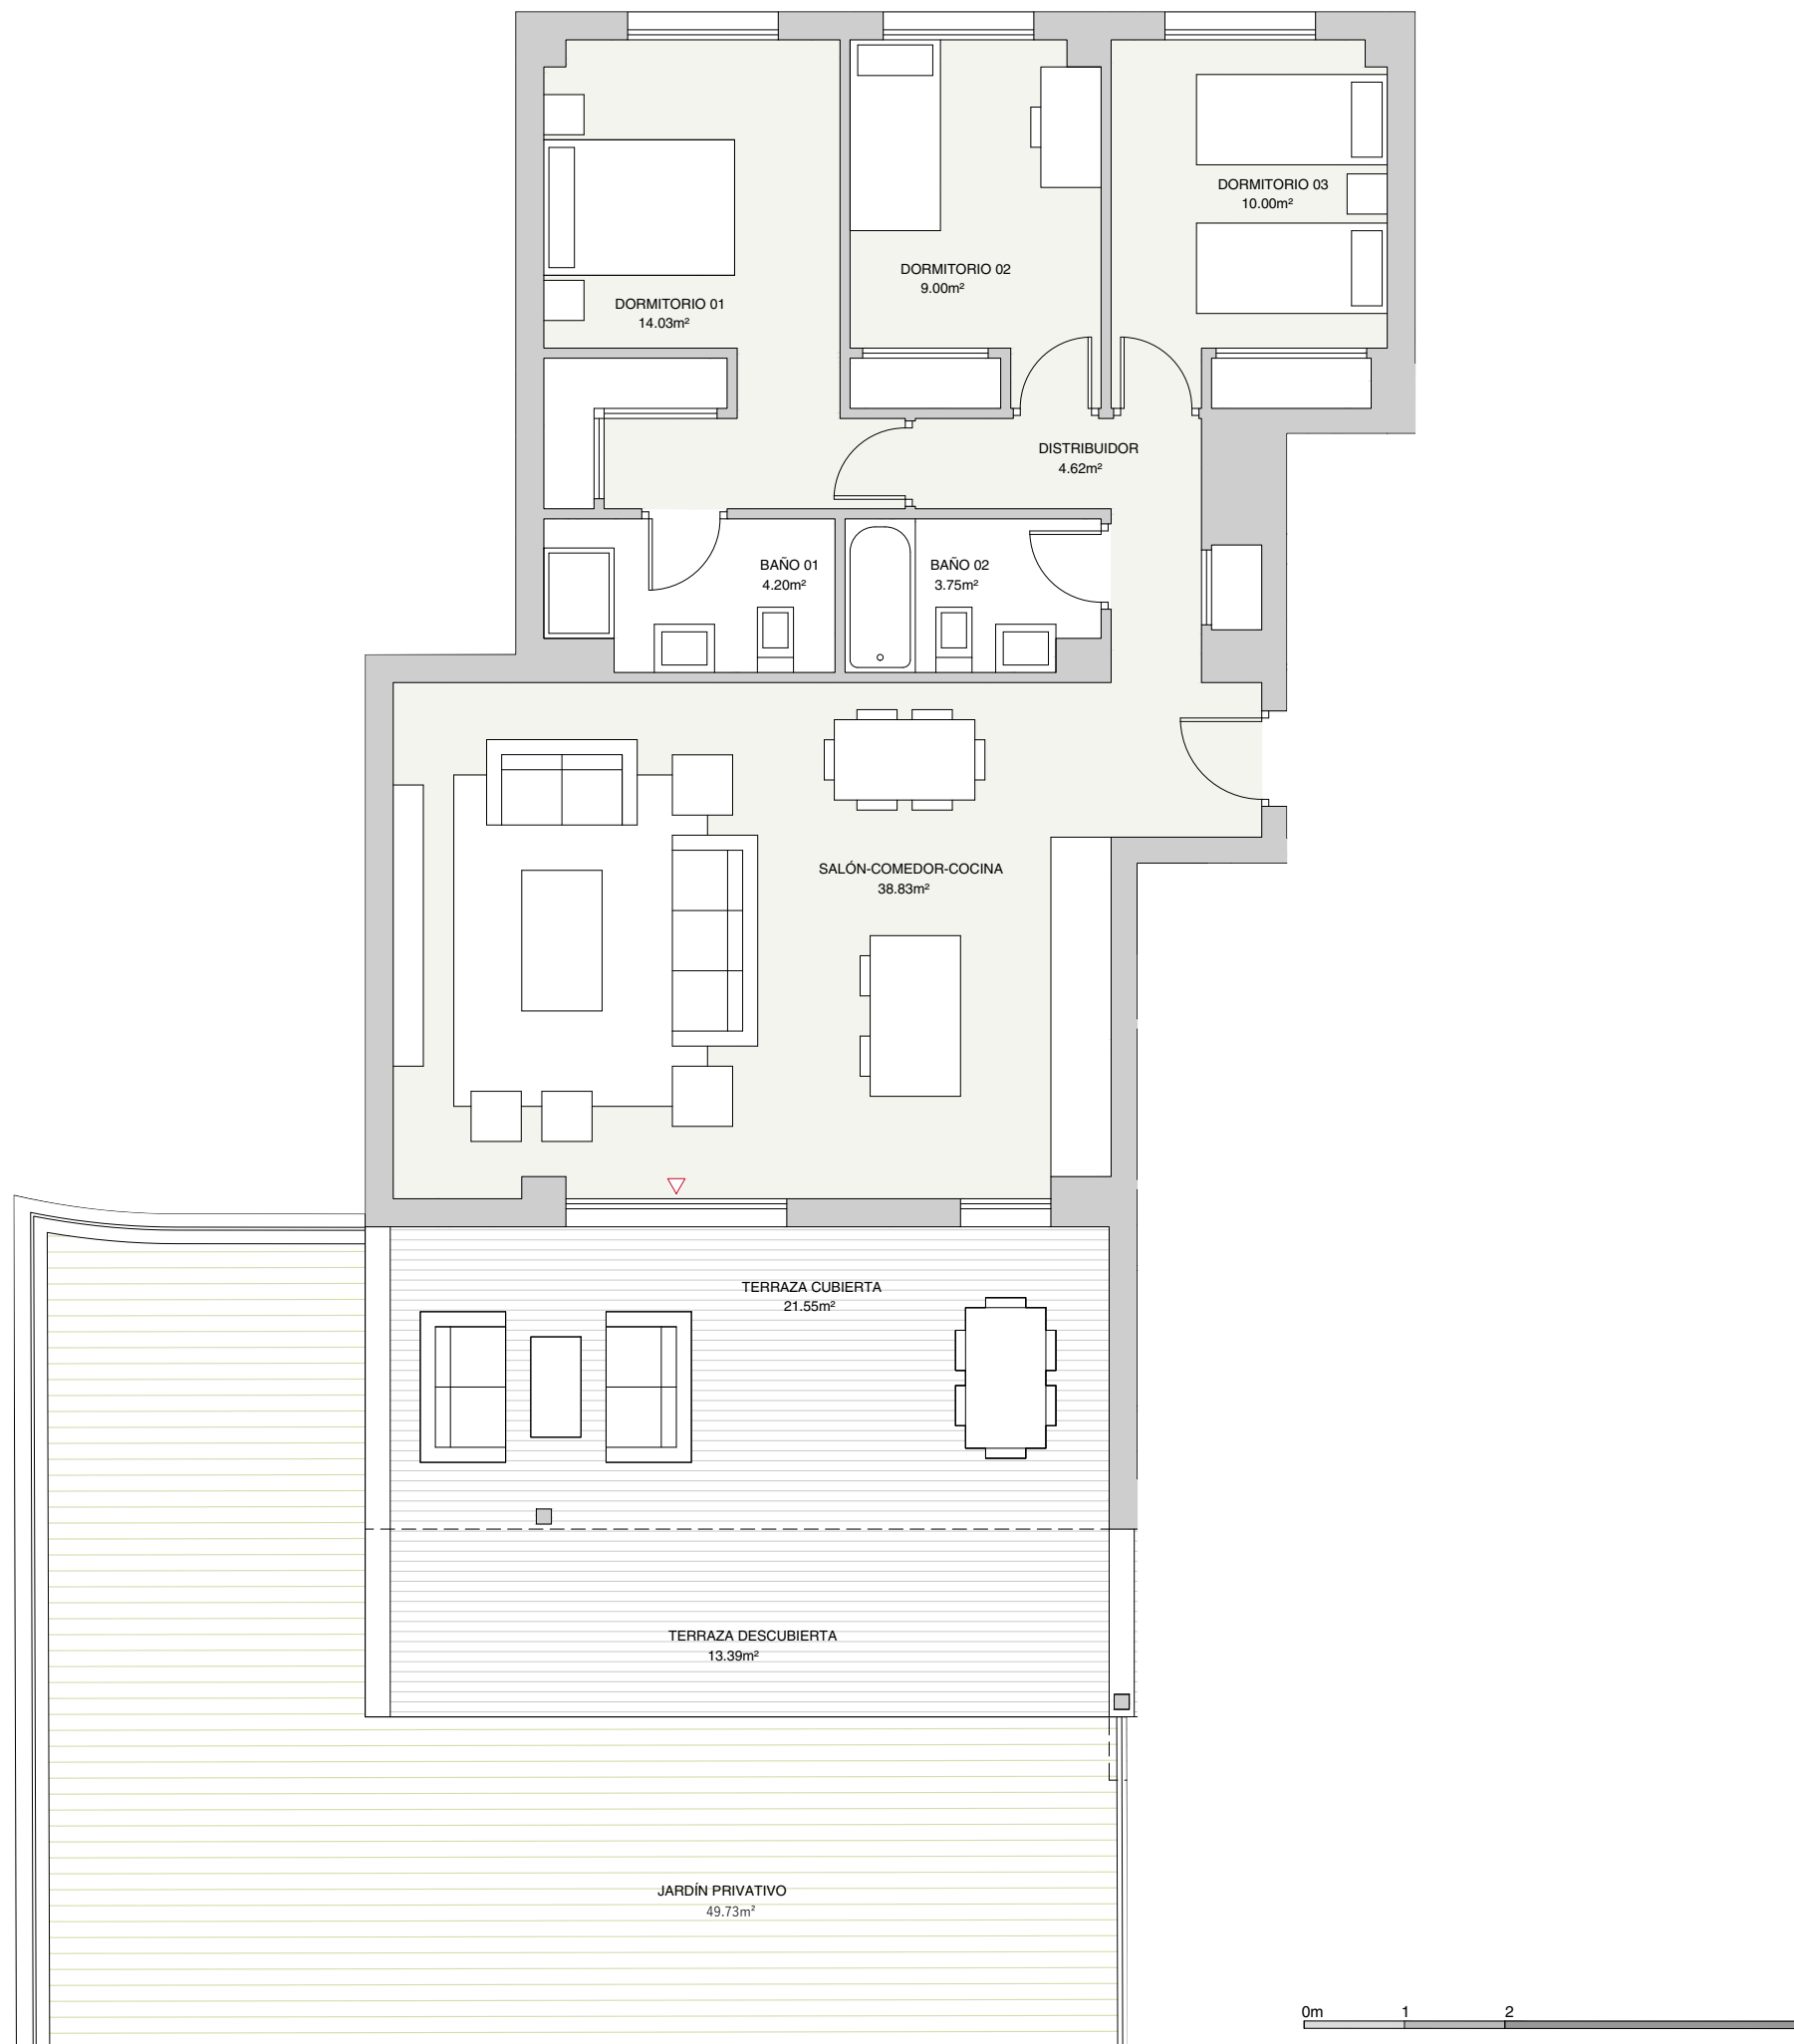 DORMITORIO 03
10.00m²
DORMITORIO 02
9.00m²
DORMITORIO 01
14.03m²
DISTRIBUIDOR
4.62m²
BAÑO 01
4.20m²
BAÑO 02
3.75m²
SALÓN-COMEDOR-COCINA
38.83m²
TERRAZA CUBIERTA
21.55m²
TERRAZA DESCUBIERTA
13.39m²
JARDÍN PRIVATIVO
49.73m²
0m 1 2